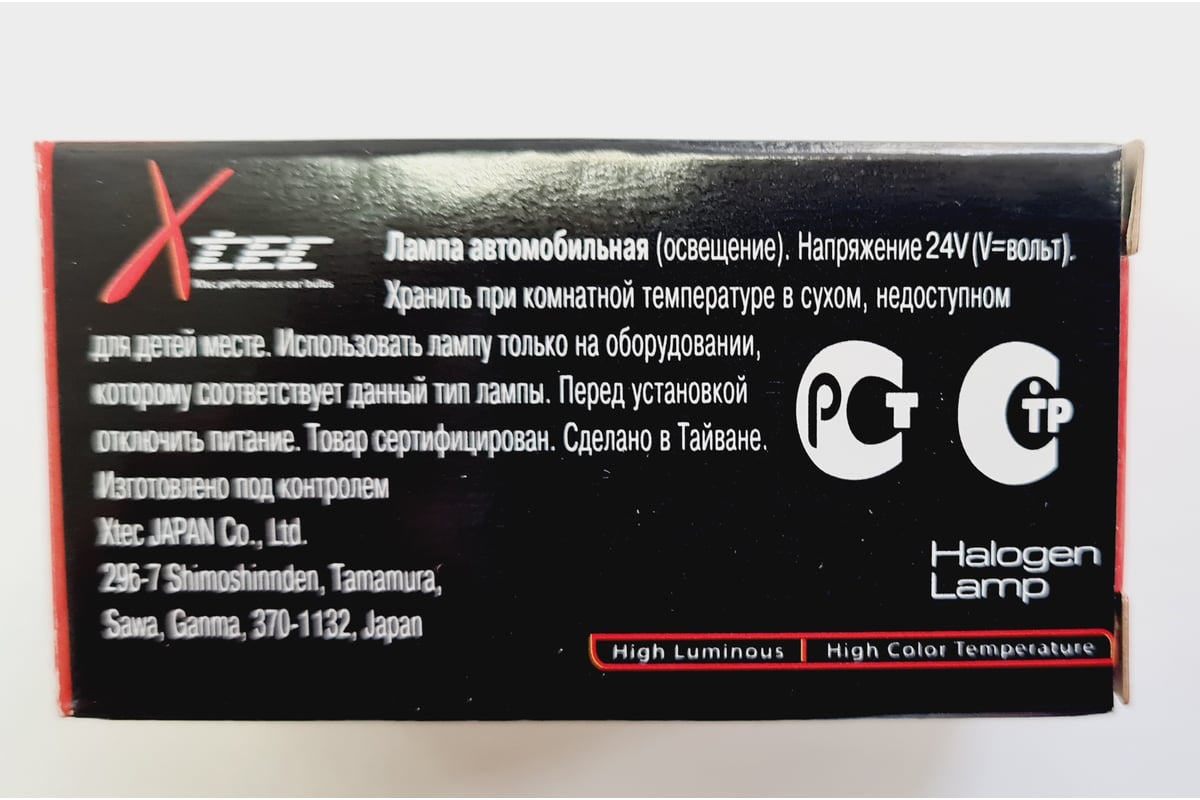 Xtec
Xtec performance car bulbs
Лампа автомобильная (освещение). Напряжение 24V (V=вольт).
Хранить при комнатной температуре в сухом, недоступном
для детей месте. Использовать лампу только на оборудовании,
которому соответствует данный тип лампы. Перед установкой
отключить питание. Товар сертифицирован. Сделано в Тайване.
Изготовлено под контролем
Xtec JAPAN Co., Ltd.
296-7 Shimoshinnden, Tamamura,
Sawa, Ganma, 370-1132, Japan
РСТ
СТР
Halogen
Lamp
High Luminous | High Color Temperature